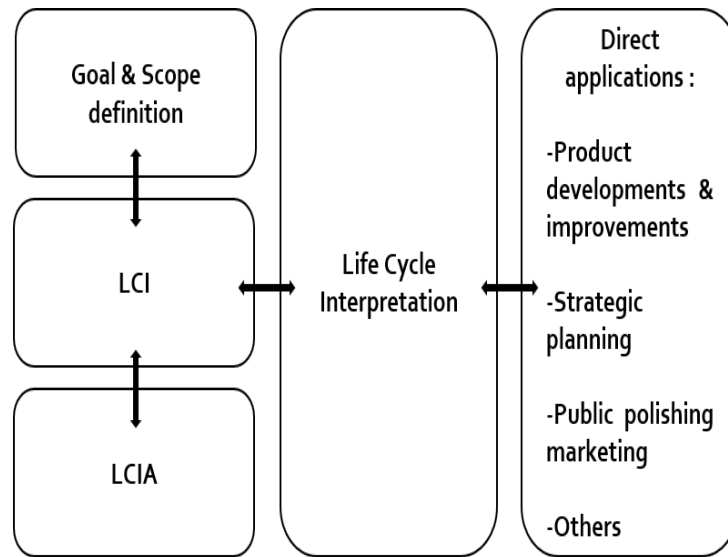 Goal & Scope
definition
LCI
LCIA
Life Cycle
Interpretation
Direct
applications :
-Product
developments &
improvements
-Strategic
planning
-Public polishing
marketing
-Others